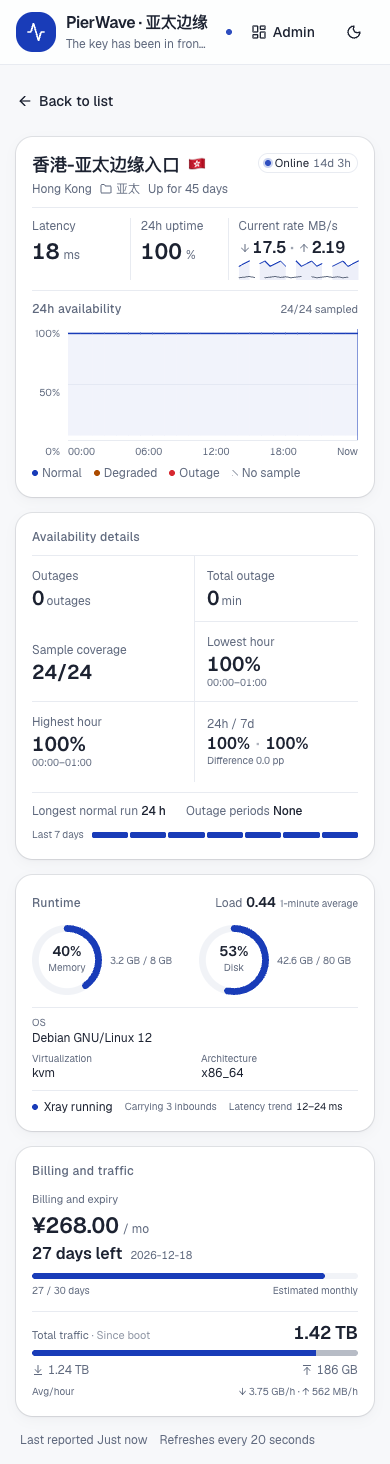 PierWave · 亚太边缘
The key has been in fron...
Admin
Back to list
香港-亚太边缘入口 🇭🇰
Online 14d 3h
Hong Kong 亚太 Up for 45 days
Latency
18 ms
24h uptime
100 %
Current rate MB/s
↓ 17.5 · ↑ 2.19
24h availability
24/24 sampled
100%
50%
0%
00:00 06:00 12:00 18:00 Now
Normal Degraded Outage No sample
Availability details
Outages
0 outages
Total outage
0 min
Sample coverage
24/24
Lowest hour
100%
00:00–01:00
Highest hour
100%
00:00–01:00
24h / 7d
100% · 100%
Difference 0.0 pp
Longest normal run 24 h Outage periods None
Last 7 days
Runtime
Load 0.44 1-minute average
40%
Memory
3.2 GB / 8 GB
53%
Disk
42.6 GB / 80 GB
OS
Debian GNU/Linux 12
Virtualization
kvm
Architecture
x86_64
Xray running Carrying 3 inbounds Latency trend 12–24 ms
Billing and traffic
Billing and expiry
¥268.00 / mo
27 days left 2026-12-18
27 / 30 days
Estimated monthly
Total traffic · Since boot
1.42 TB
1.24 TB
186 GB
Avg/hour
↓ 3.75 GB/h · ↑ 562 MB/h
Last reported Just now Refreshes every 20 seconds